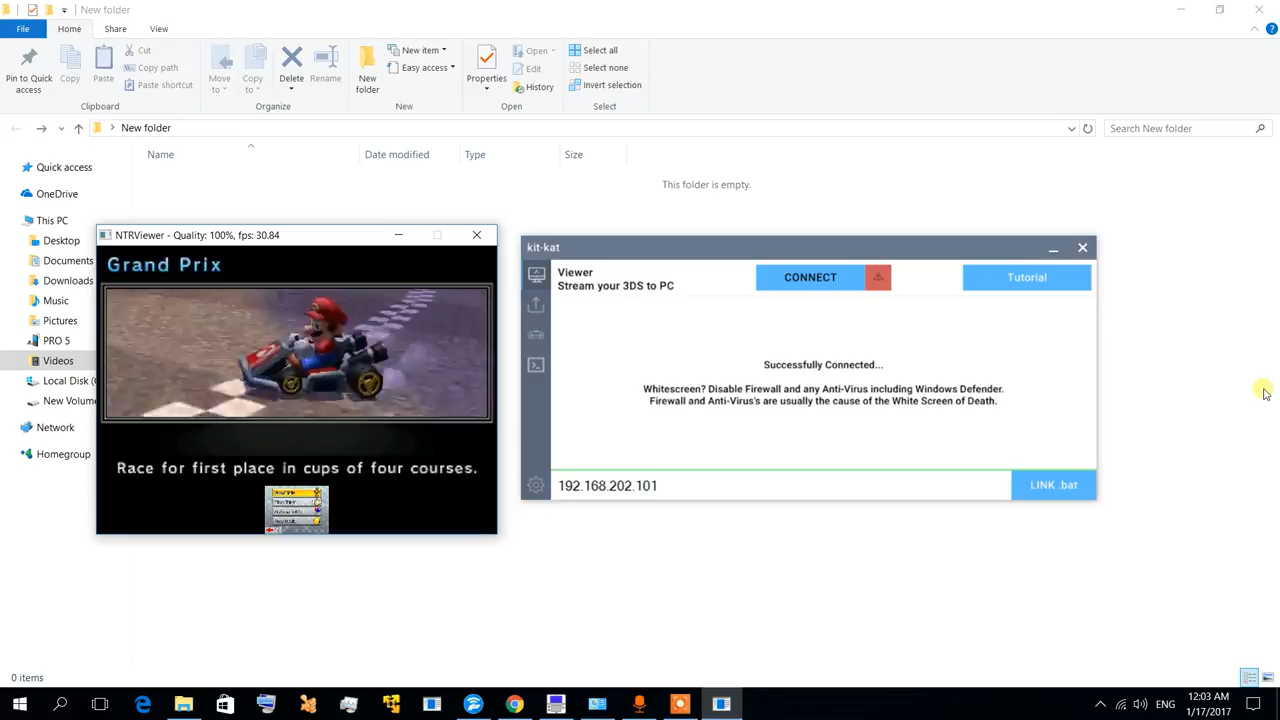 New folder
File
Home
Share
View
Pin to Quick access
Copy
Paste
Cut
Copy path
Paste shortcut
Clipboard
Move to
Copy to
Delete
Rename
Organize
New folder
New item
Easy access
New
Properties
Open
Edit
History
Open
Select all
Select none
Invert selection
Select
New folder
Search New folder
Name
Date modified
Type
Size
This folder is empty.
Quick access
OneDrive
This PC
Desktop
Documents
Downloads
Music
Pictures
PRO 5
Videos
Local Disk (
New Volum
Network
Homegroup
NTRViewer - Quality: 100%, fps: 30.84
Grand Prix
Race for first place in cups of four courses.
kit-kat
Viewer
Stream your 3DS to PC
CONNECT
Tutorial
Successfully Connected...
Whitescreen? Disable Firewall and any Anti-Virus including Windows Defender.
Firewall and Anti-Virus's are usually the cause of the White Screen of Death.
192.168.202.101
LINK .bat
0 items
ENG
12:03 AM
1/17/2017